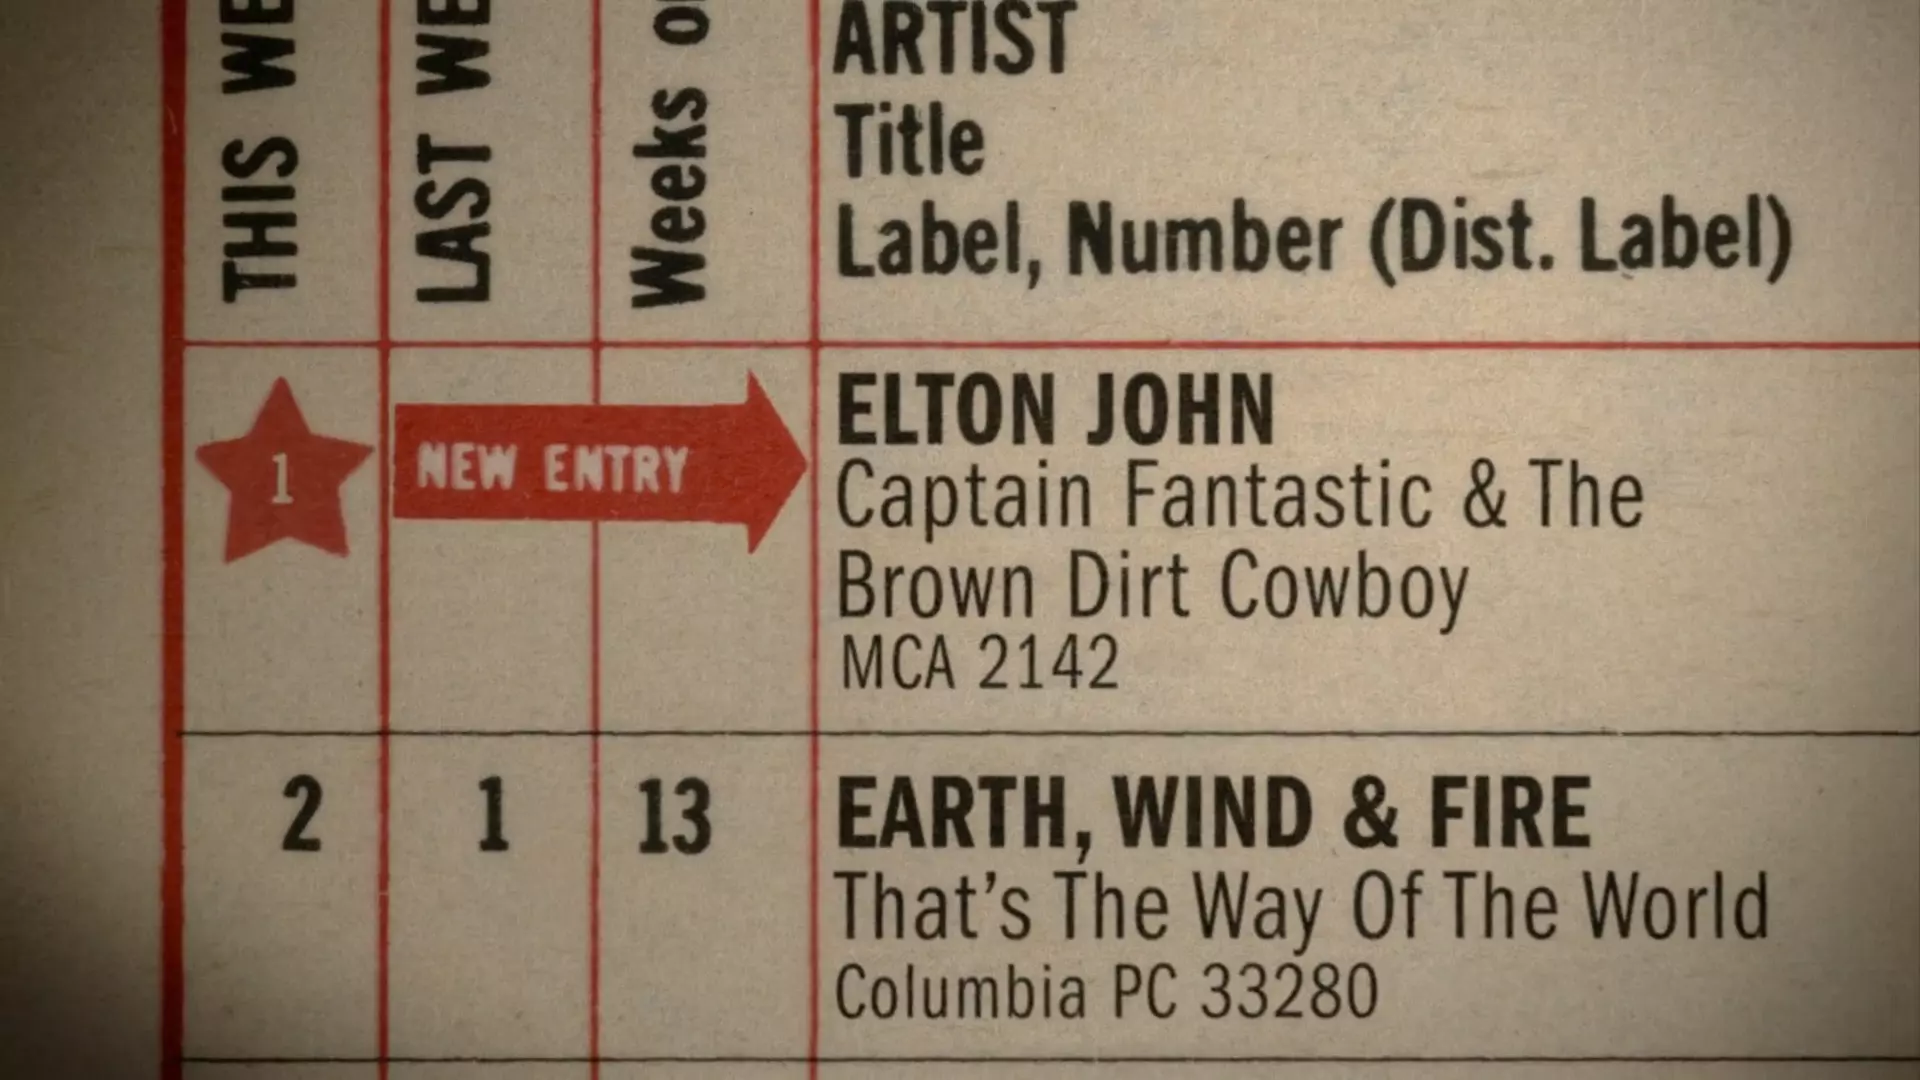 THIS WE
LAST WE
Weeks
ARTIST
Title
Label, Number (Dist. Label)
1
NEW ENTRY
ELTON JOHN
Captain Fantastic & The
Brown Dirt Cowboy
MCA 2142
2
1
13
EARTH, WIND & FIRE
That's The Way Of The World
Columbia PC 33280